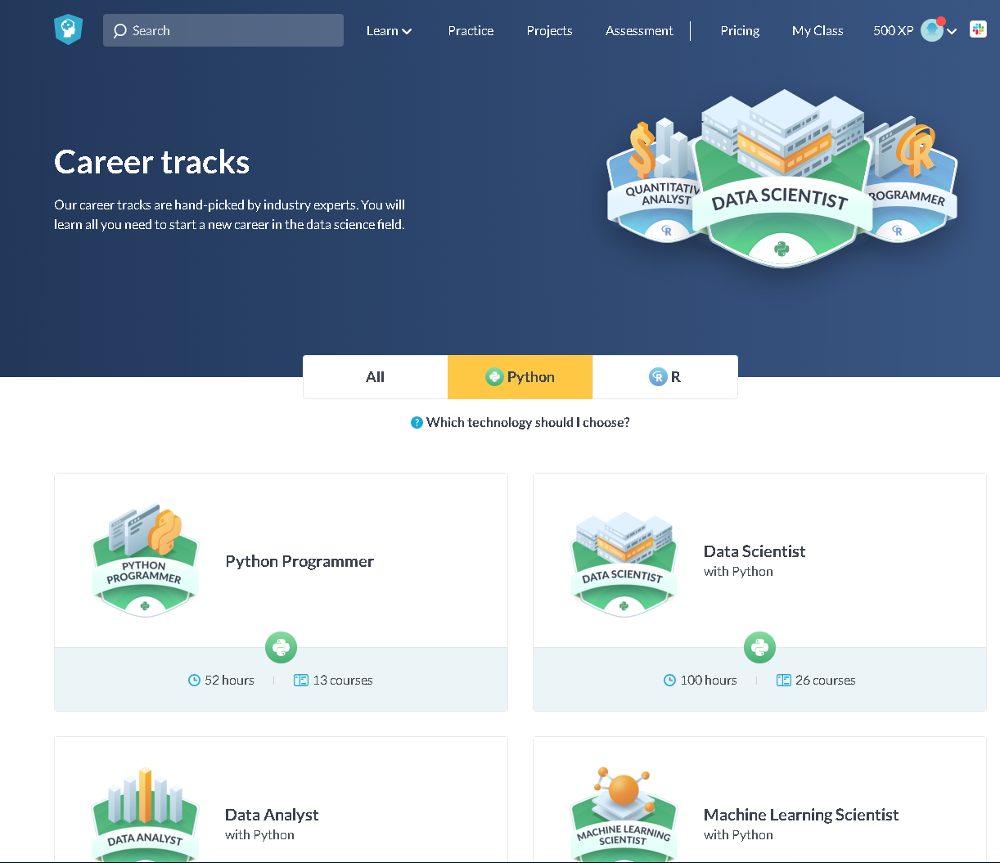 Search
Learn
Practice
Projects
Assessment
Pricing
My Class
500 XP
Career tracks
Our career tracks are hand-picked by industry experts. You will
learn all you need to start a new career in the data science field.
QUANTITATIV
ANALYST
R
DATA SCIENTIST
ROGRAMMER
R
R
All
Python
R R
? Which technology should I choose?
PYTHON
PROGRAMMER
Python Programmer
52 hours
13 courses
DATA SCIENTIST
Data Scientist
with Python
100 hours
26 courses
DATA ANALYST
Data Analyst
with Python
MACHINE LEARNING
SCIENTIST
Machine Learning Scientist
with Python